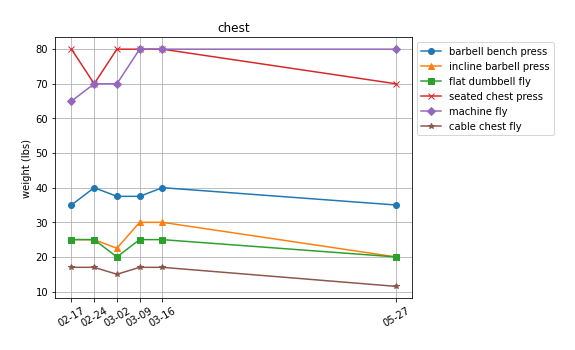 chest
80
70
60
50
40
30
20
10
weight (lbs)
02-17
02-24
03-02
03-09
03-16
05-27
barbell bench press
incline barbell press
flat dumbbell fly
seated chest press
machine fly
cable chest fly